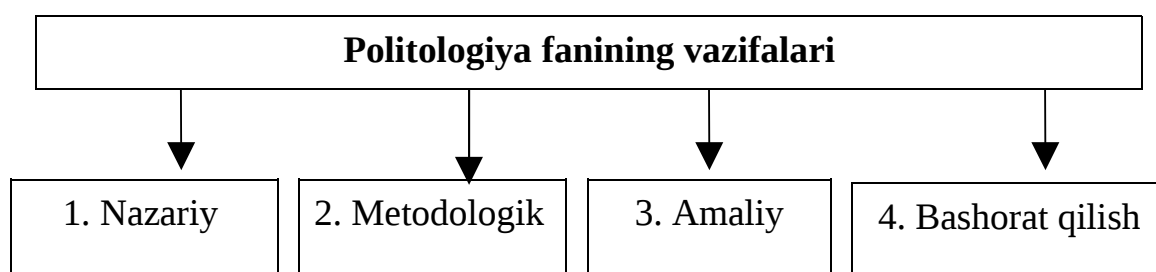 Politologiya fanining vazifalari
1. Nazariy
2. Metodologik
3. Amaliy
4. Bashorat qilish